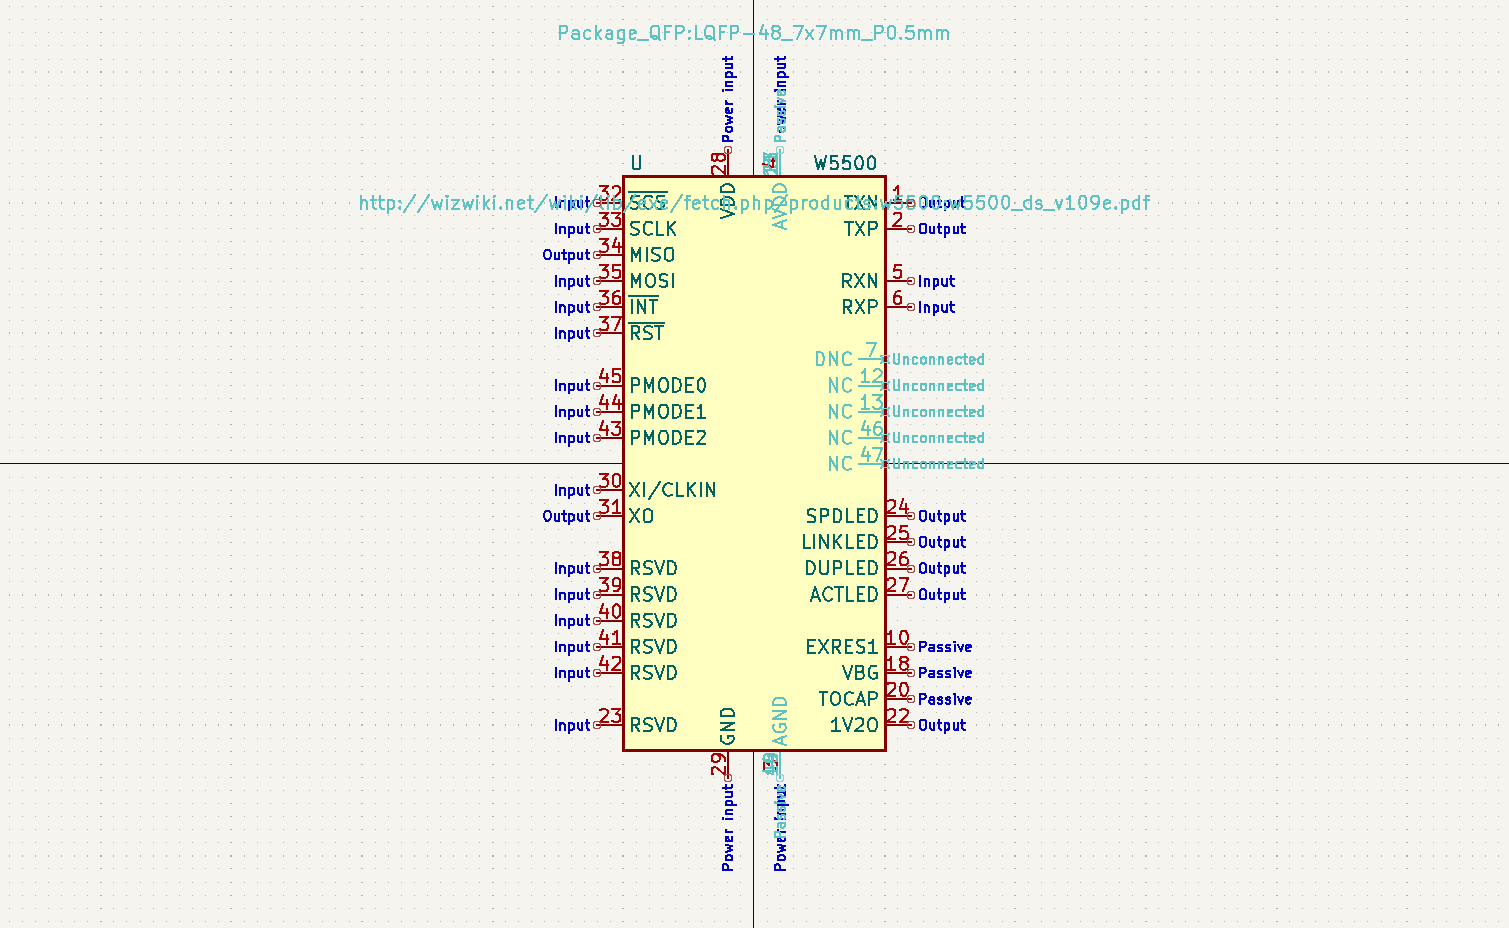 Package_QFP:LQFP-48_7x7mm_P0.5mm
Power input
Power input
Passive
28
4
U
W5500
VDD
AVDD
http://wizwiki.net/wiki/lib/exe/fetch.php/products:w5500:w5500_ds_v109e.pdf
Input 32 SCS
TXN 1 Output
Input 33 SCLK
TXP 2 Output
Output 34 MISO
Input 35 MOSI
RXN 5 Input
Input 36 INT
RXP 6 Input
Input 37 RST
DNC 7 Unconnected
Input 45 PMODE0
NC 12 Unconnected
Input 44 PMODE1
NC 13 Unconnected
Input 43 PMODE2
NC 46 Unconnected
NC 47 Unconnected
Input 30 XI/CLKIN
Output 31 XO
SPDLED 24 Output
LINKLED 25 Output
Input 38 RSVD
DUPLED 26 Output
Input 39 RSVD
ACTLED 27 Output
Input 40 RSVD
Input 41 RSVD
EXRES1 10 Passive
Input 42 RSVD
VBG 18 Passive
TOCAP 20 Passive
Input 23 RSVD
1V2O 22 Output
GND
AGND
29
Power input
Power input
Passive